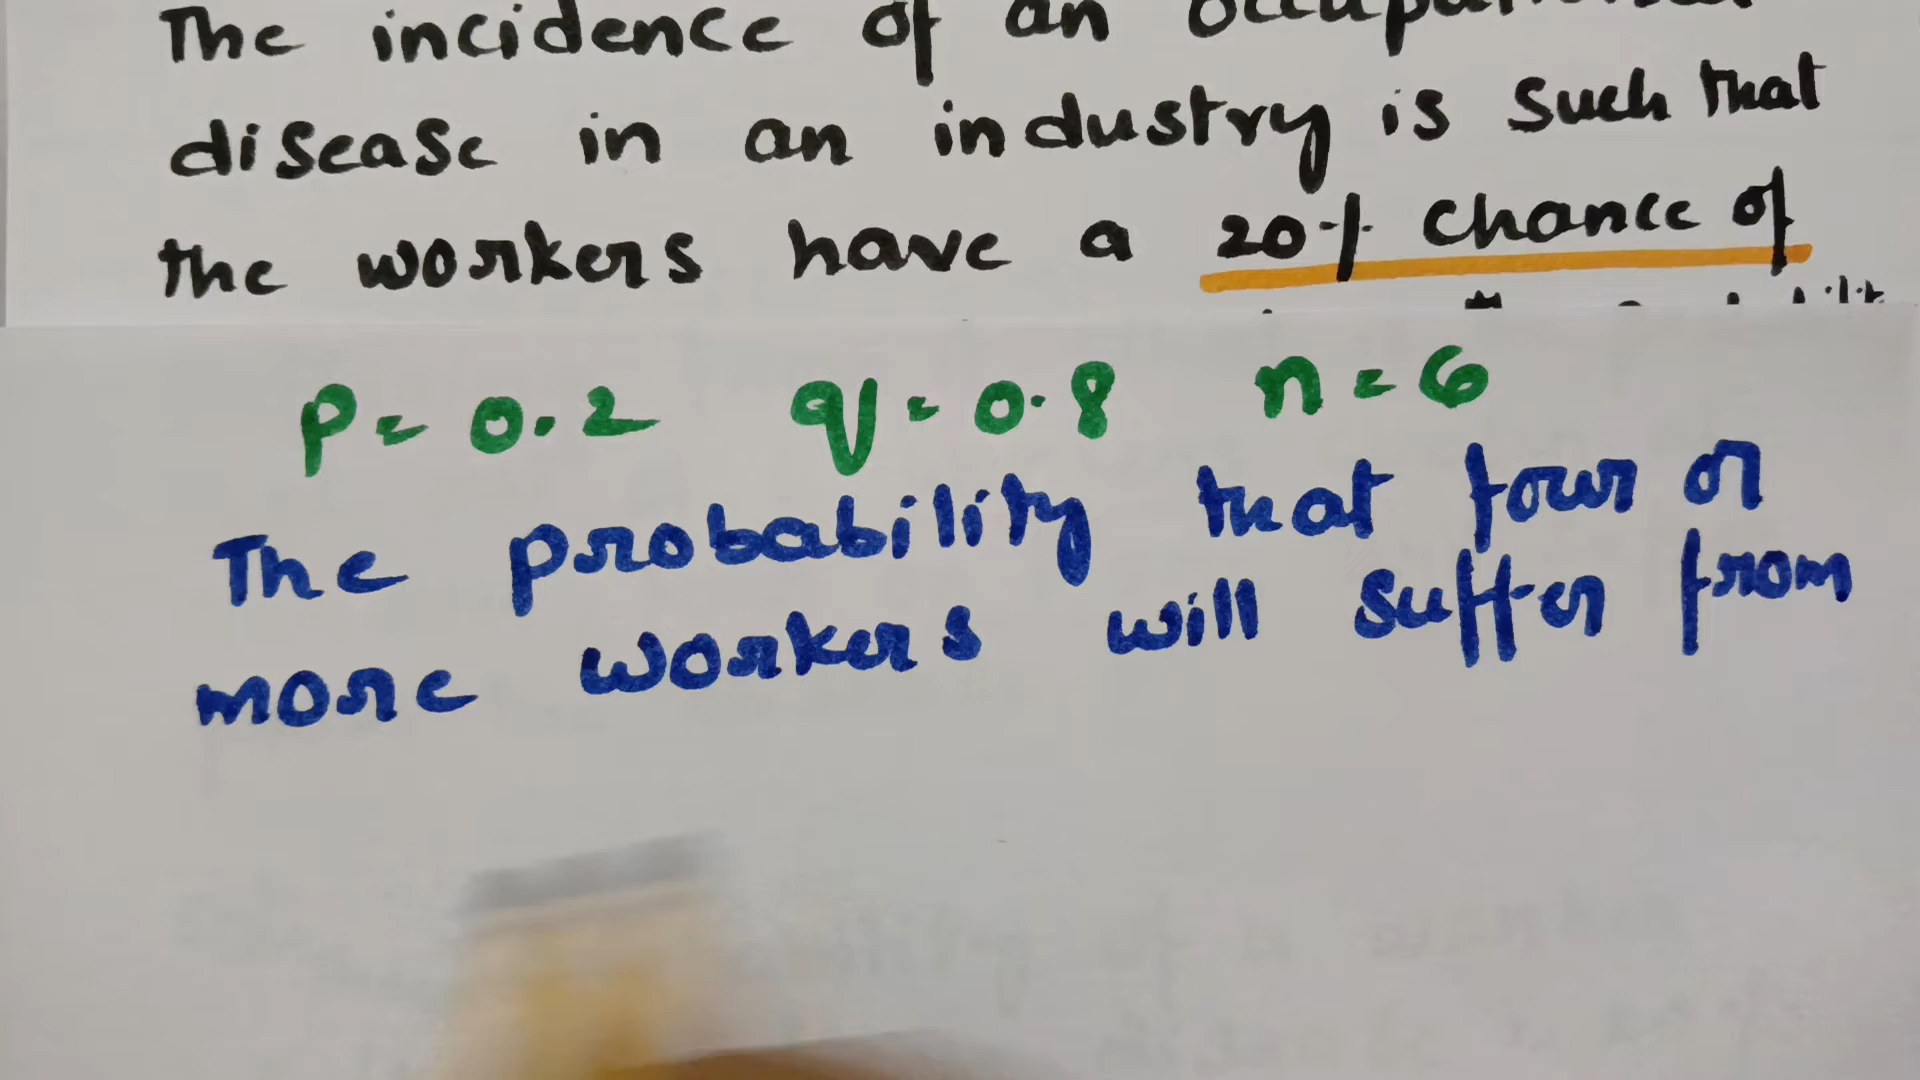 The incidence of an
disease in an industry is such that
the workers have a 20% chance of
p = 0.2 q = 0.8 n = 6
The probability that four or
more workers will suffer from